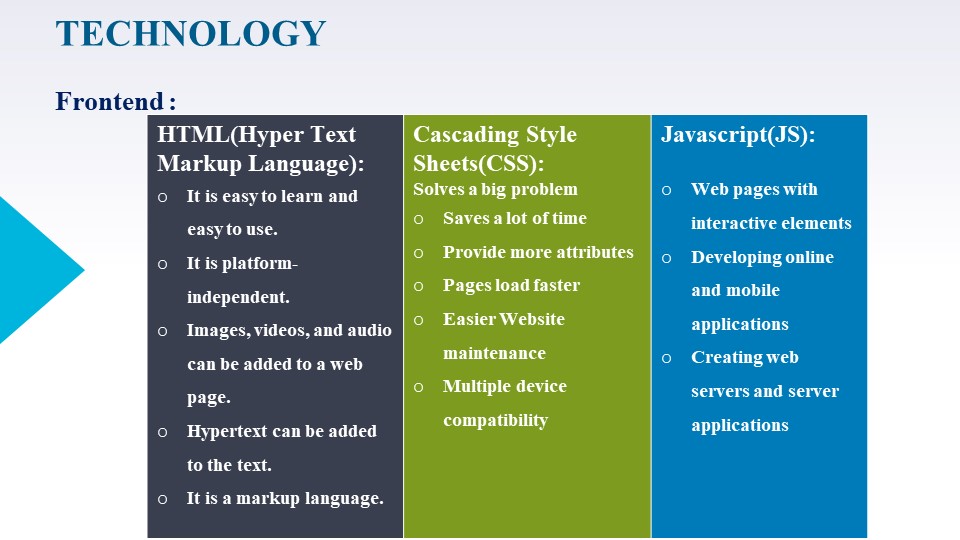 TECHNOLOGY
Frontend :
HTML(Hyper Text
Markup Language):
o It is easy to learn and
easy to use.
o It is platform-
independent.
o Images, videos, and audio
can be added to a web
page.
o Hypertext can be added
to the text.
o It is a markup language.
Cascading Style
Sheets(CSS):
Solves a big problem
o Saves a lot of time
o Provide more attributes
o Pages load faster
o Easier Website
maintenance
o Multiple device
compatibility
Javascript(JS):
o Web pages with
interactive elements
o Developing online
and mobile
applications
o Creating web
servers and server
applications